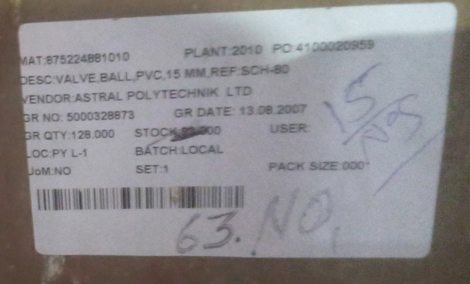 MAT:875224881010 PLANT:2010 PO:4100020959
DESC:VALVE,BALL,PVC,15 MM,REF:SCH-80
VENDOR:ASTRAL POLYTECHNIK LTD
GR NO: 5000328873 GR DATE: 13.08.2007
GR QTY:128.000 STOCK: USER:
LOC:PY L-1 BATCH:LOCAL
UoM:NO SET:1 PACK SIZE:000*
15
63. NO,